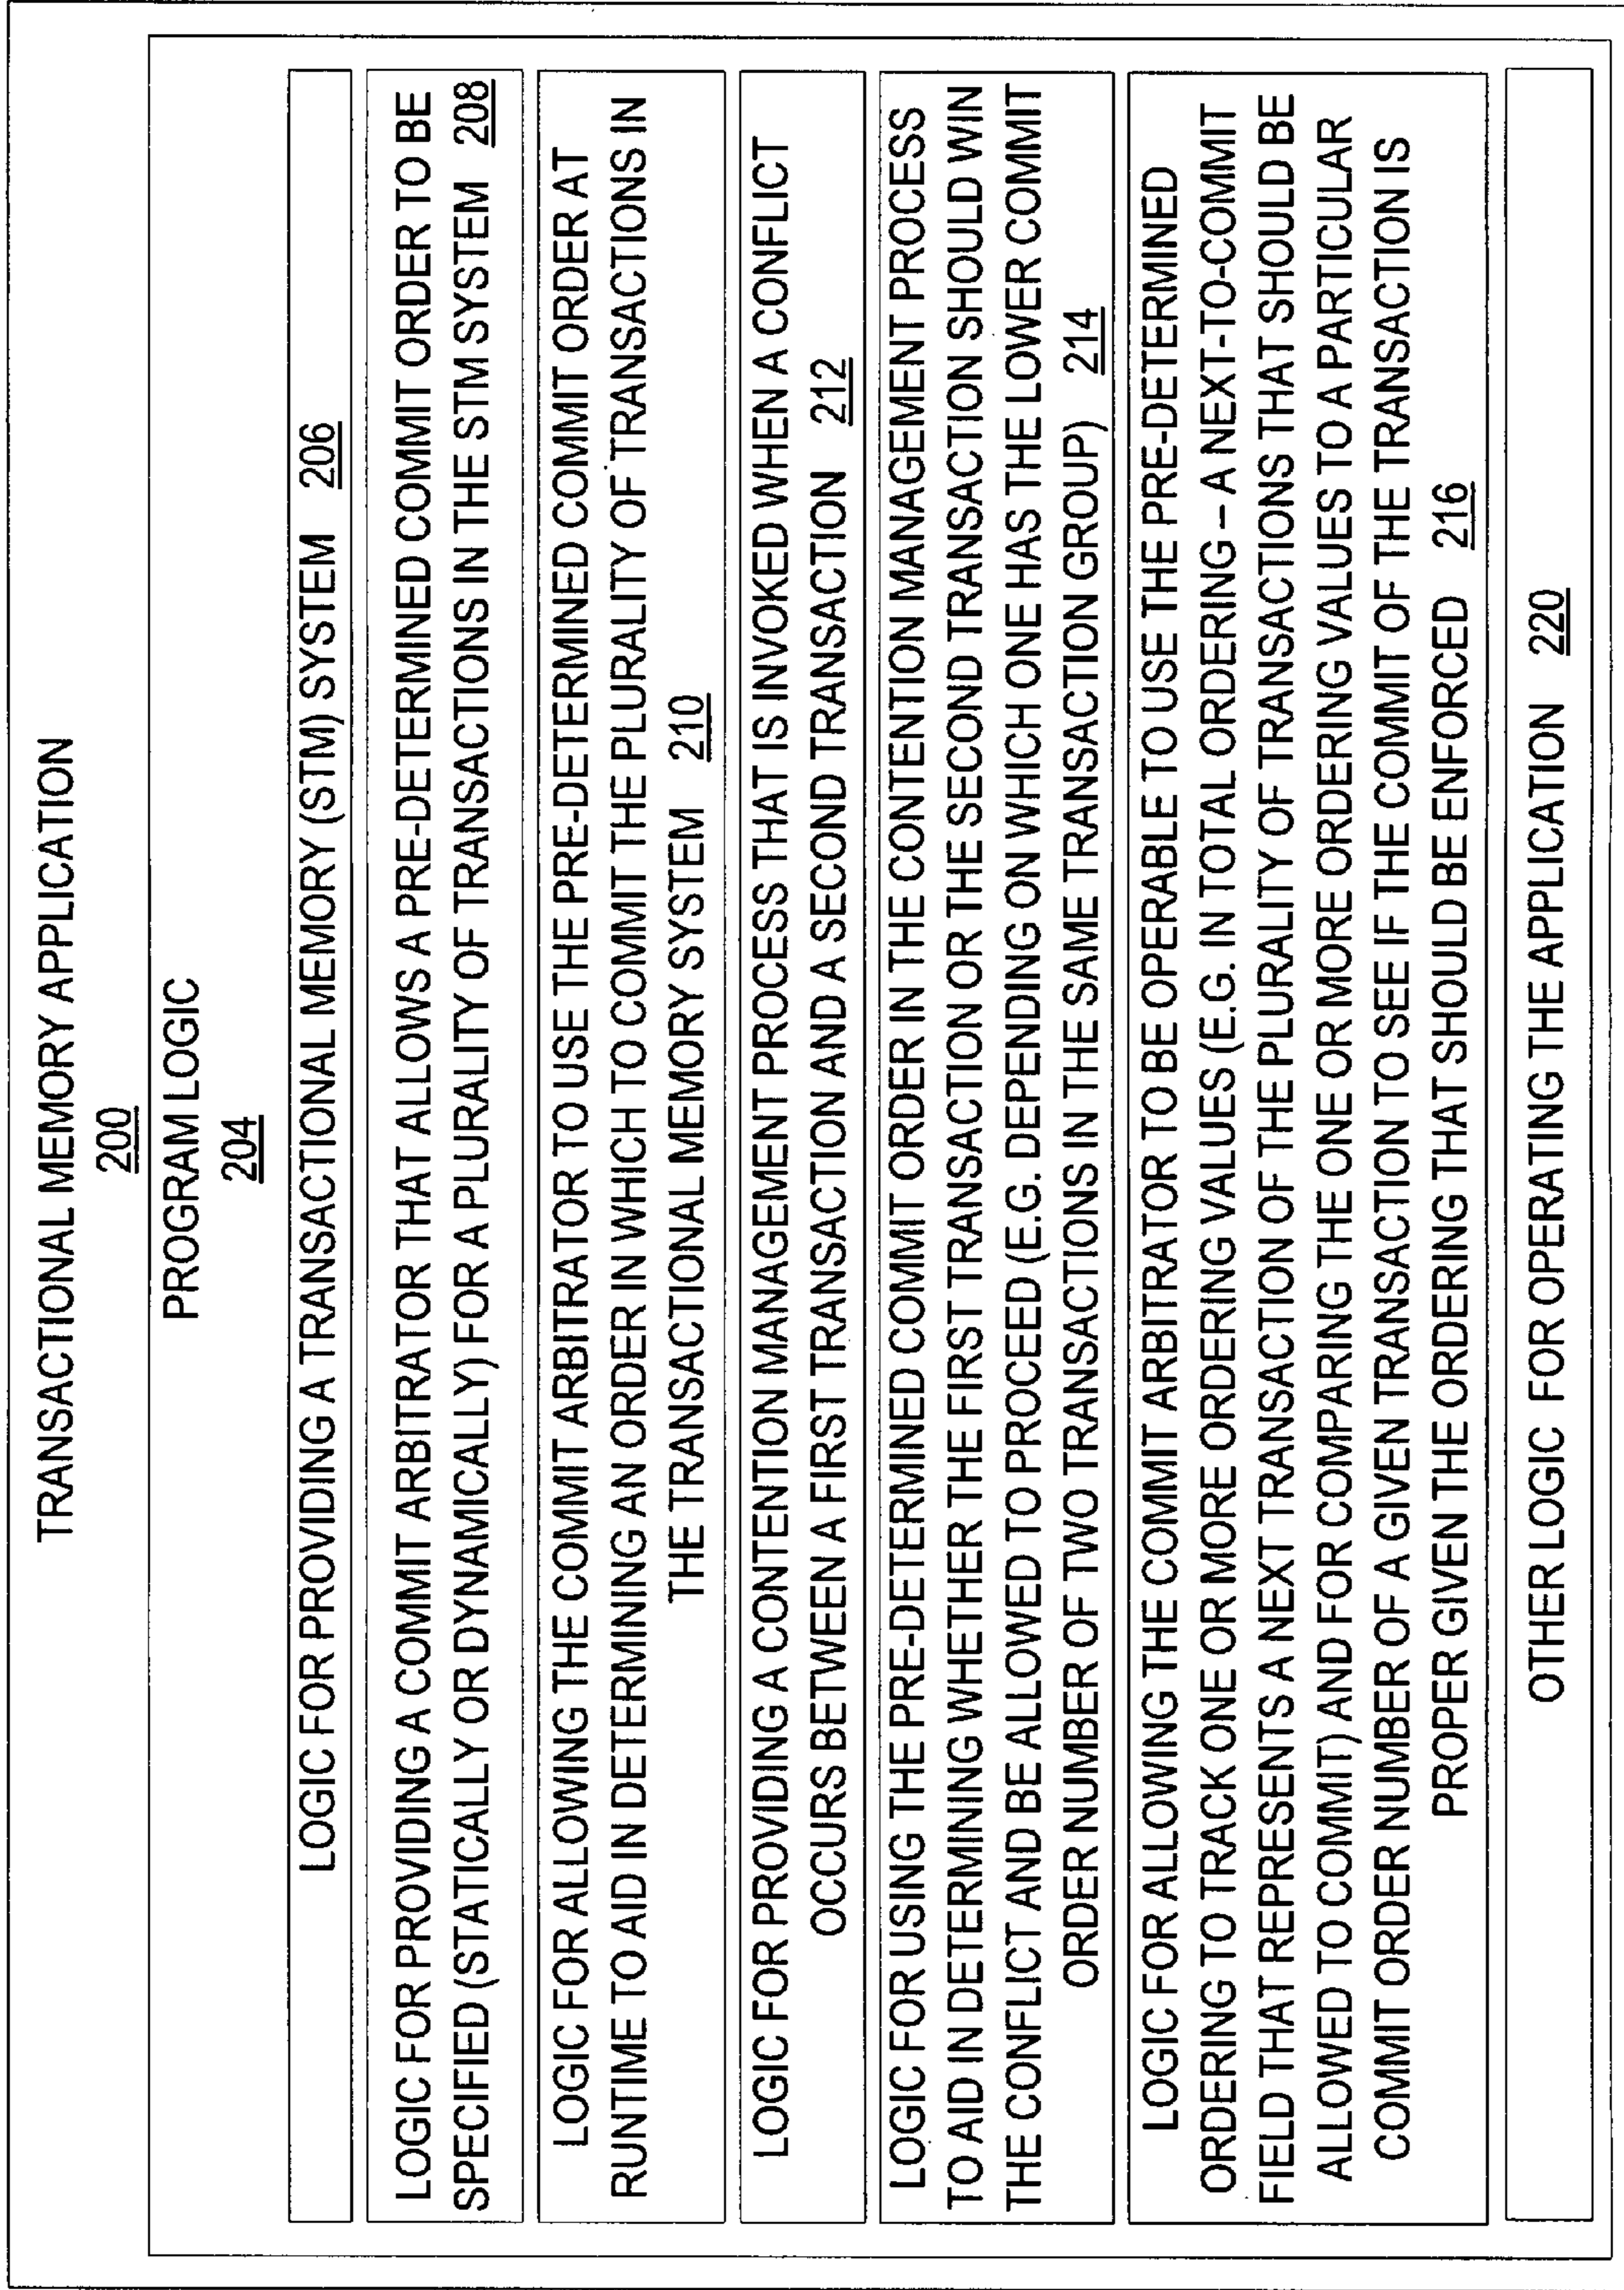 TRANSACTIONAL MEMORY APPLICATION
200
PROGRAM LOGIC
204
LOGIC FOR PROVIDING A TRANSACTIONAL MEMORY (STM) SYSTEM 206
LOGIC FOR PROVIDING A COMMIT ARBITRATOR THAT ALLOWS A PRE-DETERMINED COMMIT ORDER TO BE
SPECIFIED (STATICALLY OR DYNAMICALLY) FOR A PLURALITY OF TRANSACTIONS IN THE STM SYSTEM 208
LOGIC FOR ALLOWING THE COMMIT ARBITRATOR TO USE THE PRE-DETERMINED COMMIT ORDER AT
RUNTIME TO AID IN DETERMINING AN ORDER IN WHICH TO COMMIT THE PLURALITY OF TRANSACTIONS IN
THE TRANSACTIONAL MEMORY SYSTEM 210
LOGIC FOR PROVIDING A CONTENTION MANAGEMENT PROCESS THAT IS INVOKED WHEN A CONFLICT
OCCURS BETWEEN A FIRST TRANSACTION AND A SECOND TRANSACTION 212
LOGIC FOR USING THE PRE-DETERMINED COMMIT ORDER IN THE CONTENTION MANAGEMENT PROCESS
TO AID IN DETERMINING WHETHER THE FIRST TRANSACTION OR THE SECOND TRANSACTION SHOULD WIN
THE CONFLICT AND BE ALLOWED TO PROCEED (E.G. DEPENDING ON WHICH ONE HAS THE LOWER COMMIT
ORDER NUMBER OF TWO TRANSACTIONS IN THE SAME TRANSACTION GROUP) 214
LOGIC FOR ALLOWING THE COMMIT ARBITRATOR TO BE OPERABLE TO USE THE PRE-DETERMINED
ORDERING TO TRACK ONE OR MORE ORDERING VALUES (E.G. IN TOTAL ORDERING – A NEXT-TO-COMMIT
FIELD THAT REPRESENTS A NEXT TRANSACTION OF THE PLURALITY OF TRANSACTIONS THAT SHOULD BE
ALLOWED TO COMMIT) AND FOR COMPARING THE ONE OR MORE ORDERING VALUES TO A PARTICULAR
COMMIT ORDER NUMBER OF A GIVEN TRANSACTION TO SEE IF THE COMMIT OF THE TRANSACTION IS
PROPER GIVEN THE ORDERING THAT SHOULD BE ENFORCED 216
OTHER LOGIC FOR OPERATING THE APPLICATION 220